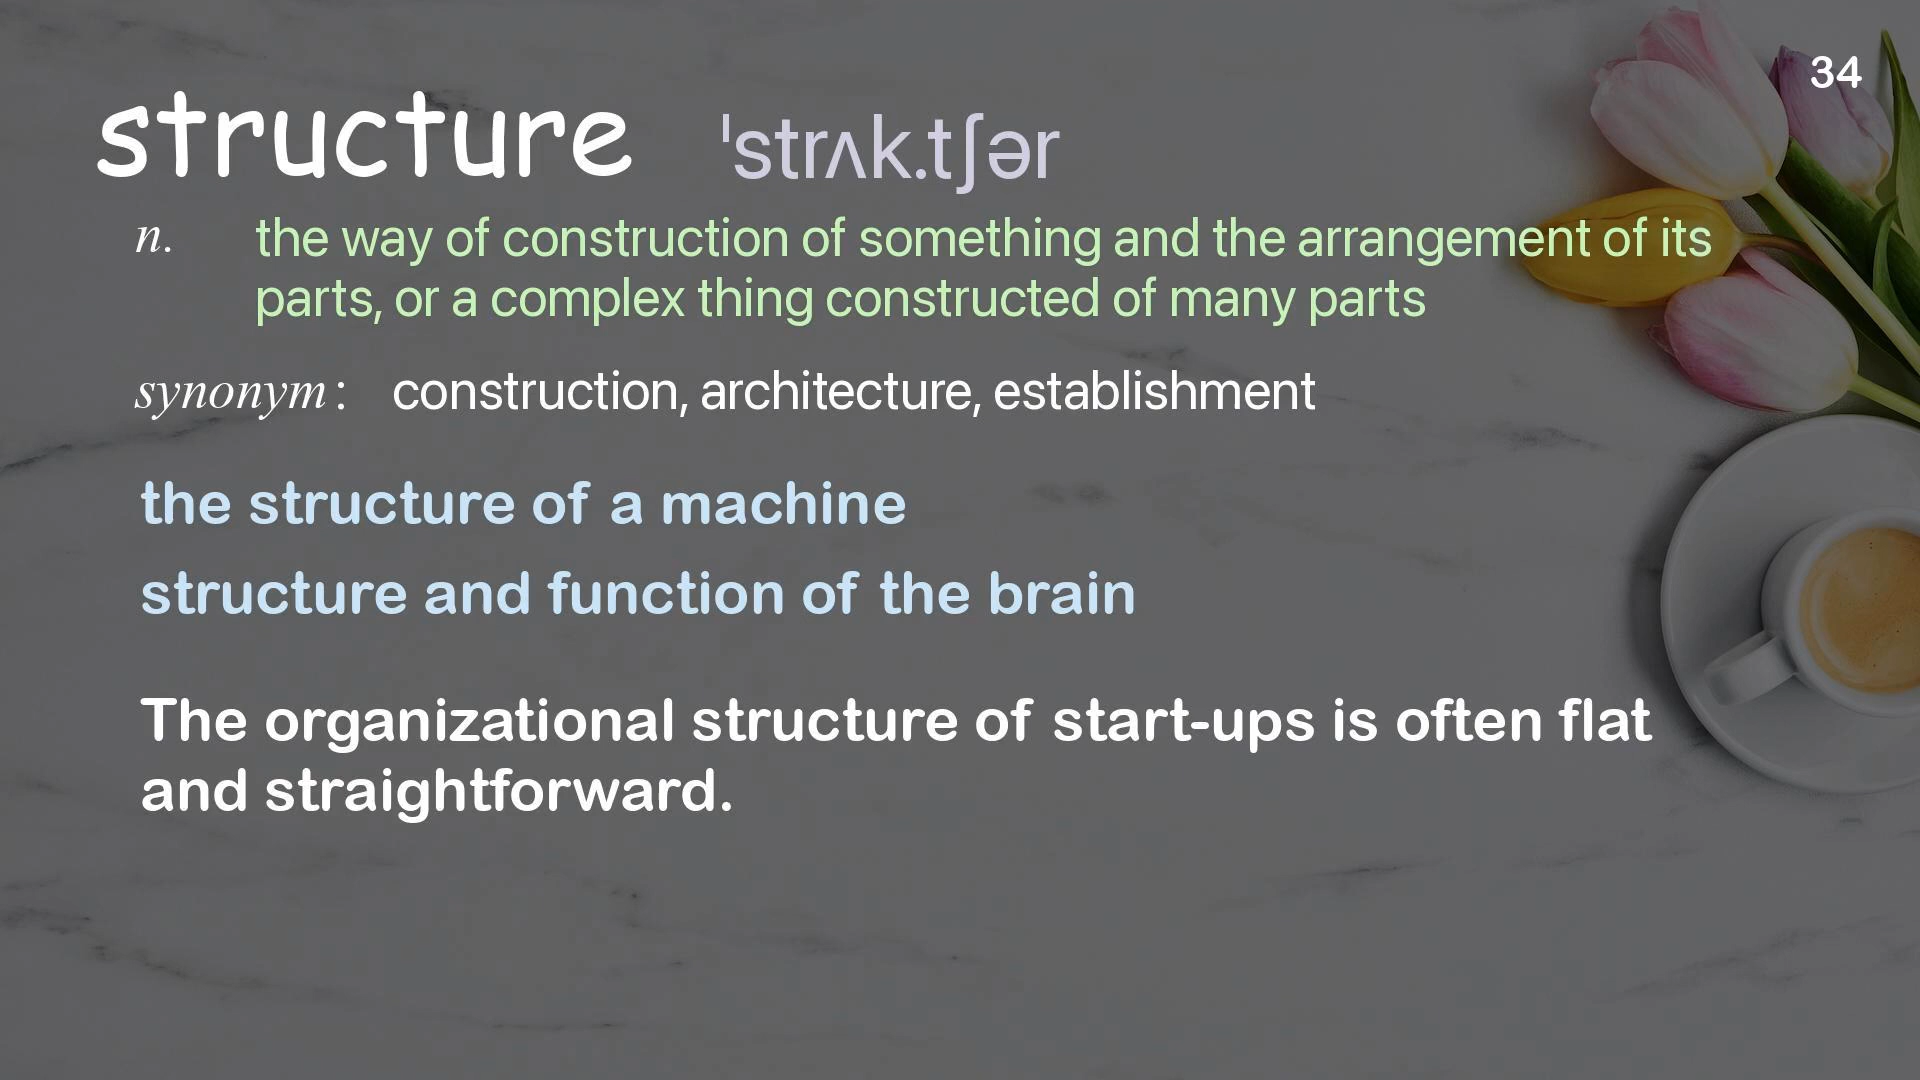 34
structure ˈstrʌk.tʃər
n. the way of construction of something and the arrangement of its
parts, or a complex thing constructed of many parts
synonym: construction, architecture, establishment
the structure of a machine
structure and function of the brain
The organizational structure of start-ups is often flat
and straightforward.